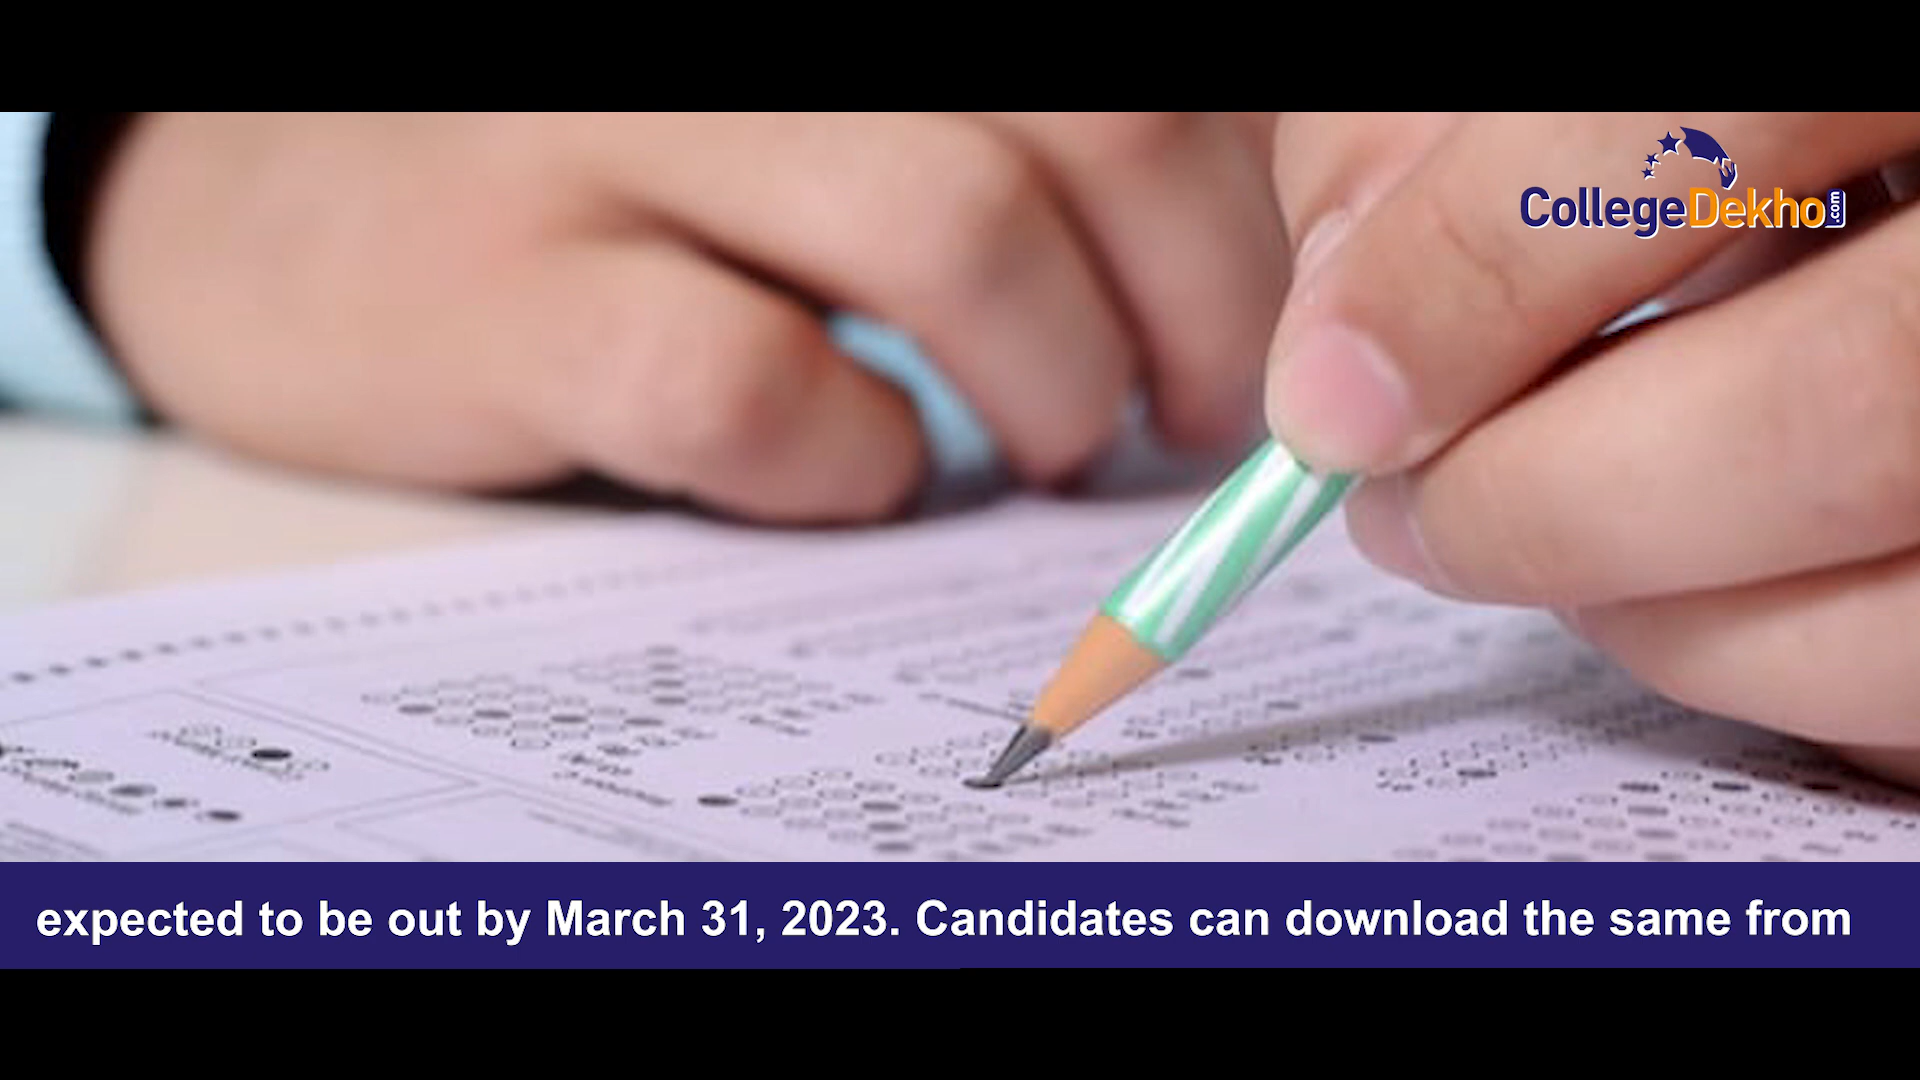 CollegeDekho.com
expected to be out by March 31, 2023. Candidates can download the same from